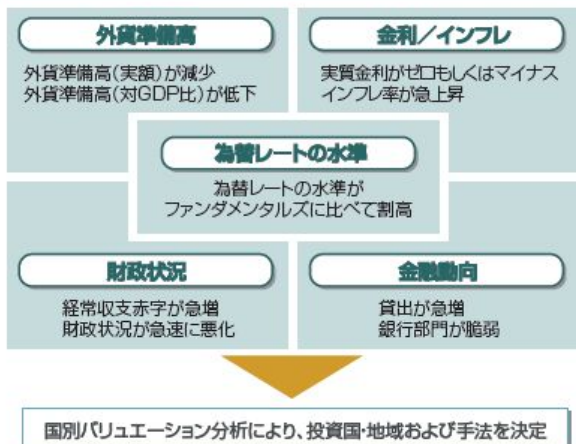 外貨準備高
外貨準備高(実額)が減少
外貨準備高(対GDP比)が低下
金利／インフレ
実質金利がゼロもしくはマイナス
インフレ率が急上昇
為替レートの水準
為替レートの水準が
ファンダメンタルズに比べて割高
財政状況
経常収支赤字が急増
財政状況が急速に悪化
金融動向
貸出が急増
銀行部門が脆弱
国別バリュエーション分析により、投資国・地域および手法を決定